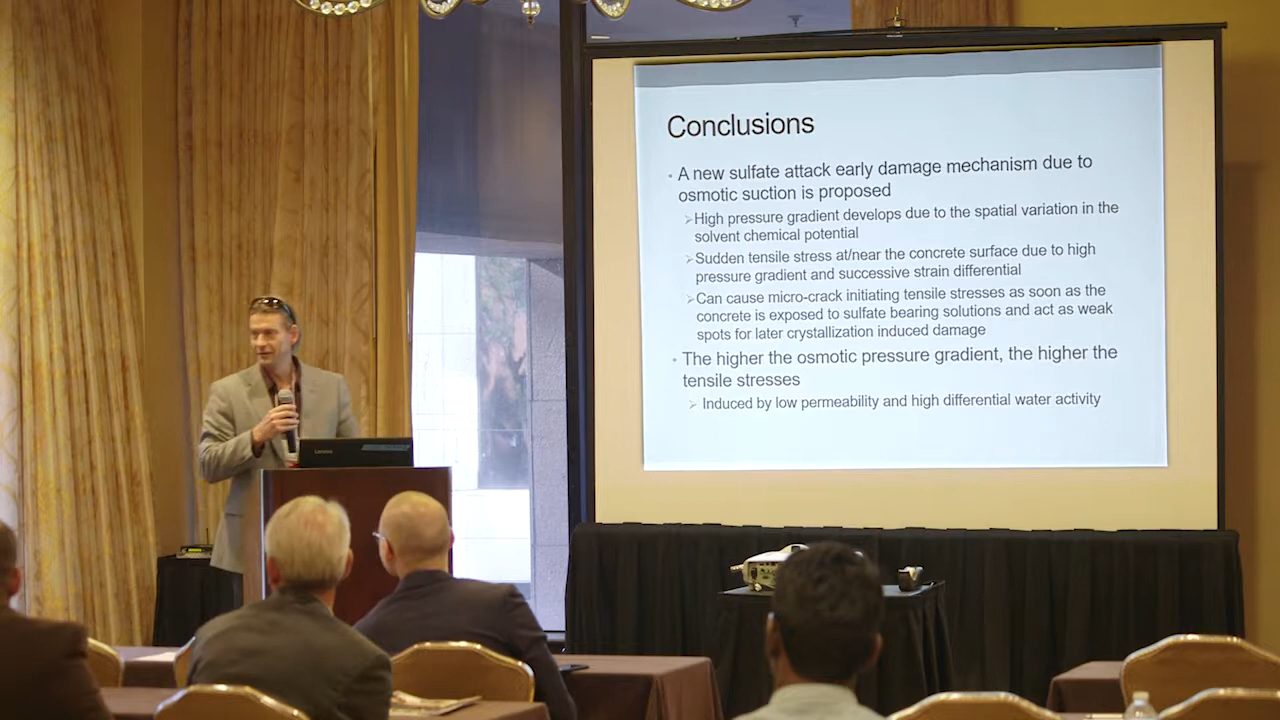 Conclusions
• A new sulfate attack early damage mechanism due to
osmotic suction is proposed
➢High pressure gradient develops due to the spatial variation in the
solvent chemical potential
➢Sudden tensile stress at/near the concrete surface due to high
pressure gradient and successive strain differential
➢Can cause micro-crack initiating tensile stresses as soon as the
concrete is exposed to sulfate bearing solutions and act as weak
spots for later crystallization induced damage
• The higher the osmotic pressure gradient, the higher the
tensile stresses
➢ Induced by low permeability and high differential water activity
Lenovo